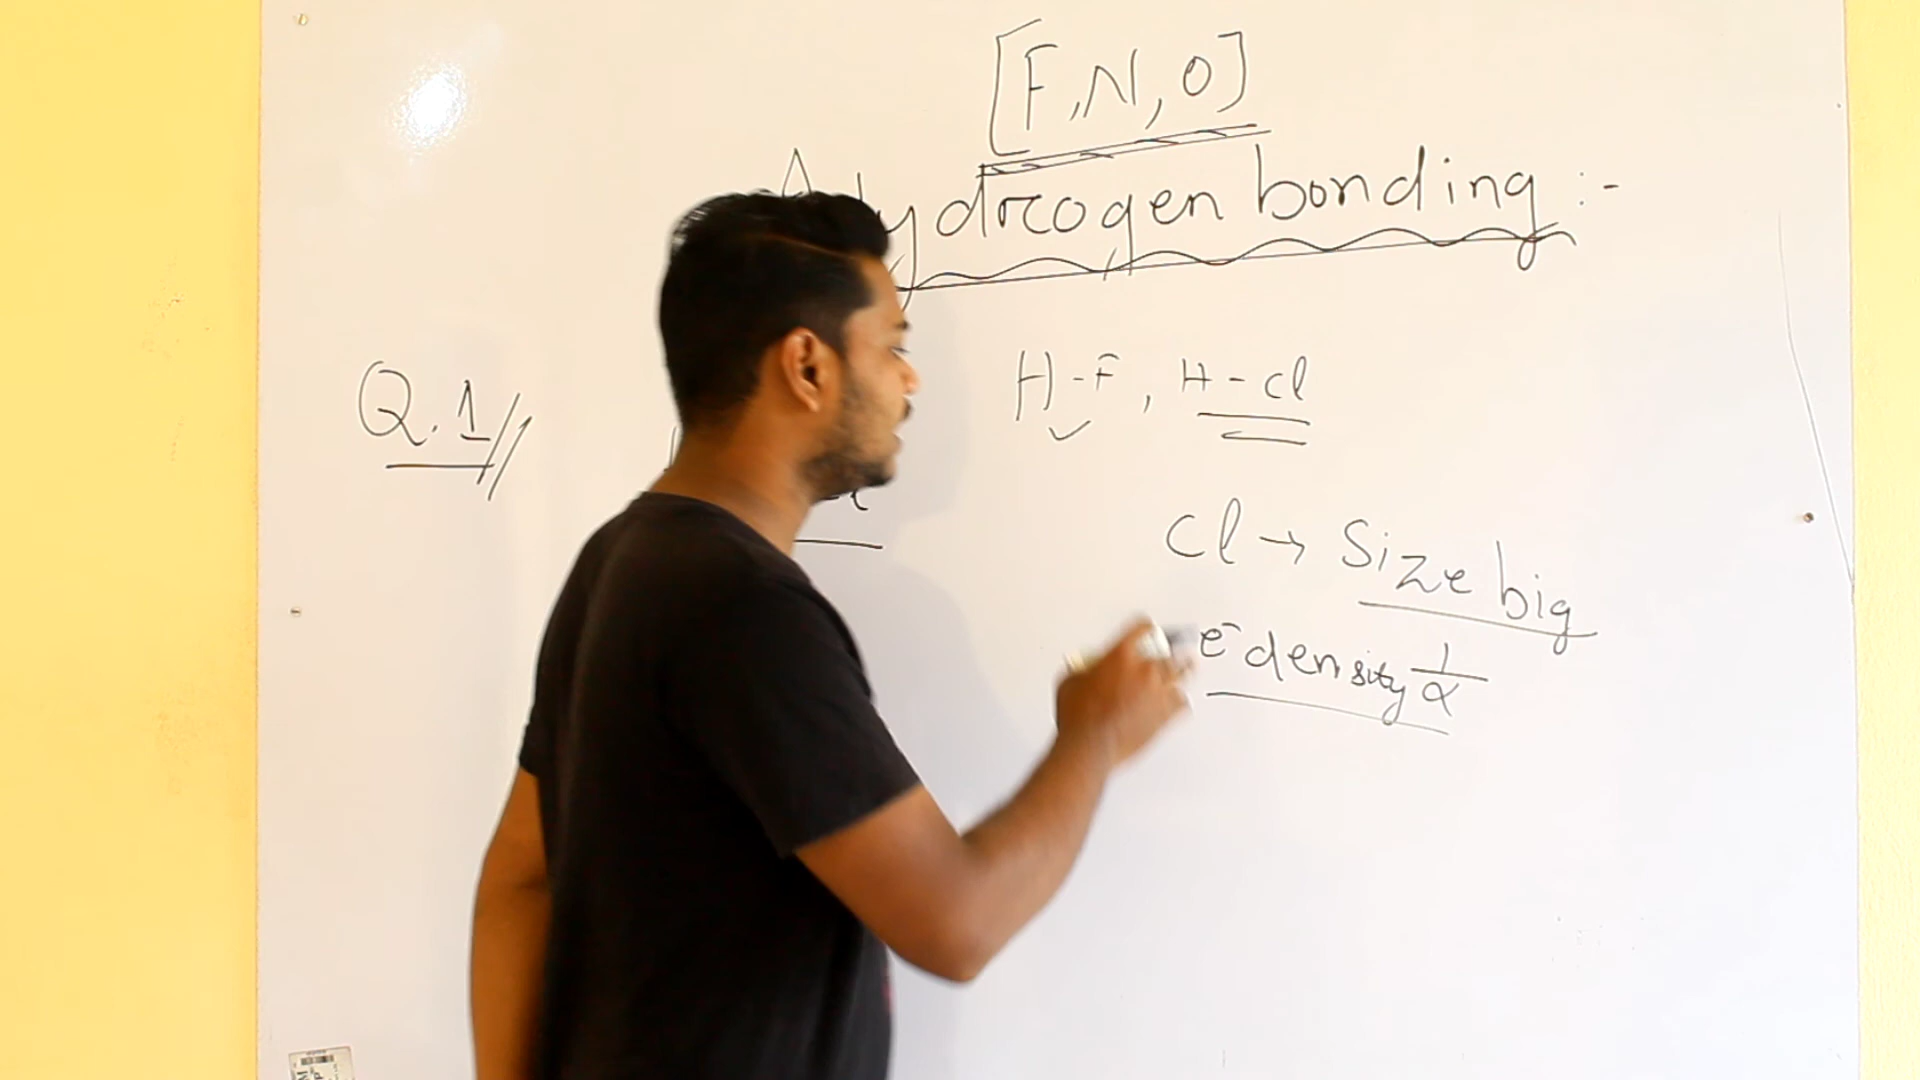 [F,N,O]
hydrogen bonding :-
Q.1
H-F, H-Cl
Cl → Size big
e⁻ density 1/α